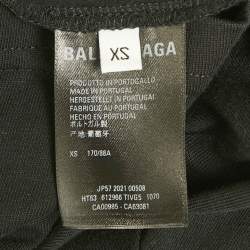 BAL AGA
XS
PRODOTTO IN PORTOGALLO
MADE IN PORTUGAL
HERGESTELLT IN PORTUGAL
FABRIQUÉ AU PORTUGAL
HECHO EN PORTUGAL
ポルトガル製
产地:葡萄牙
XS 170/88A
JP57 2021 00508
HT63 612966 TIVG5 1070
CA00985 - CA63081